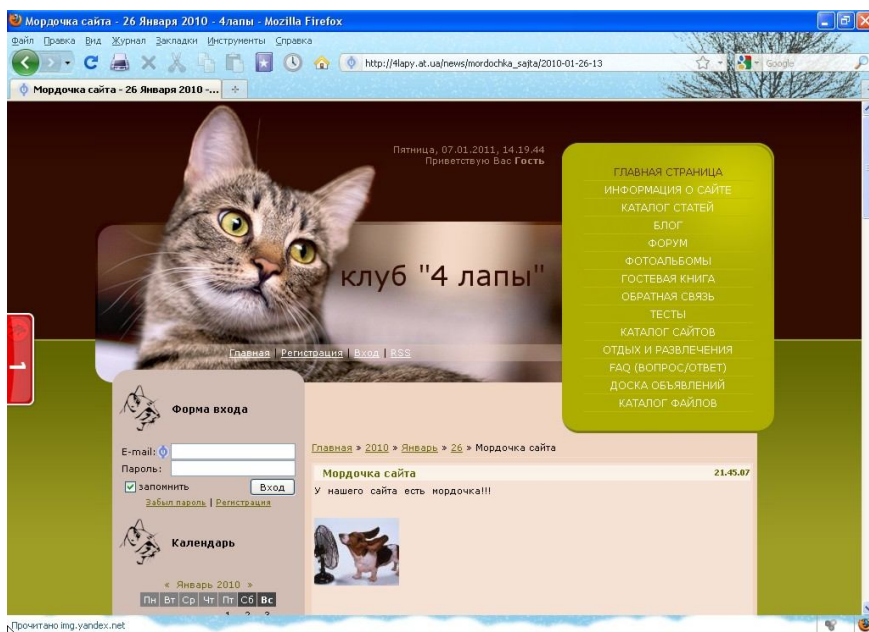 Мордочка сайта - 26 Января 2010 - 4лапы - Mozilla Firefox
Файл Правка Вид Журнал Закладки Инструменты Справка
http://4lapy.at.ua/news/mordochka_sajta/2010-01-26-13
Google
Мордочка сайта - 26 Января 2010 -...
Пятница, 07.01.2011, 14.19.44
Приветствую Вас Гость
ГЛАВНАЯ СТРАНИЦА
ИНФОРМАЦИЯ О САЙТЕ
КАТАЛОГ СТАТЕЙ
БЛОГ
ФОРУМ
ФОТОАЛЬБОМЫ
ГОСТЕВАЯ КНИГА
ОБРАТНАЯ СВЯЗЬ
ТЕСТЫ
КАТАЛОГ САЙТОВ
ОТДЫХ И РАЗВЛЕЧЕНИЯ
FAQ (ВОПРОС/ОТВЕТ)
ДОСКА ОБЪЯВЛЕНИЙ
КАТАЛОГ ФАЙЛОВ
клуб "4 лапы"
Главная | Регистрация | Вход | RSS
1
Форма входа
E-mail:
Пароль:
запомнить Вход
Забыл пароль | Регистрация
Календарь
« Январь 2010 »
Пн Вт Ср Чт Пт Сб Вс
1 2 3
Главная » 2010 » Январь » 26 » Мордочка сайта
Мордочка сайта 21.45.07
У нашего сайта есть мордочка!!!
Прочитано img.yandex.net